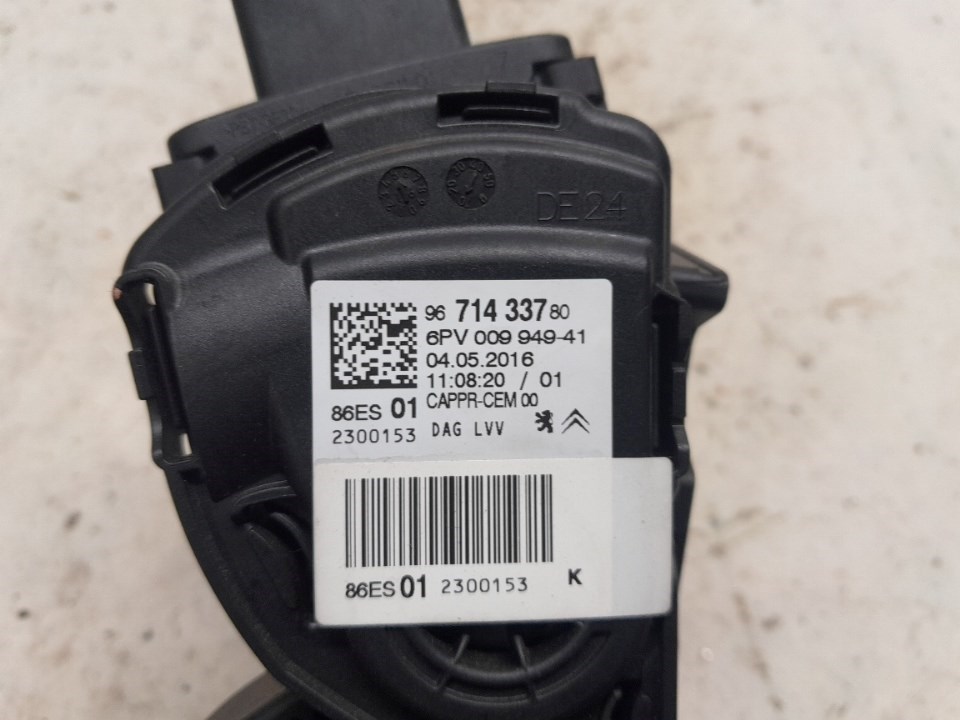 DE24
96 714 337 80
6PV 009 949-41
04.05.2016
11:08:20 / 01
CAPPR-CEM 00
86ES 01
2300153 DAG LVV
86ES 01 2300153 K